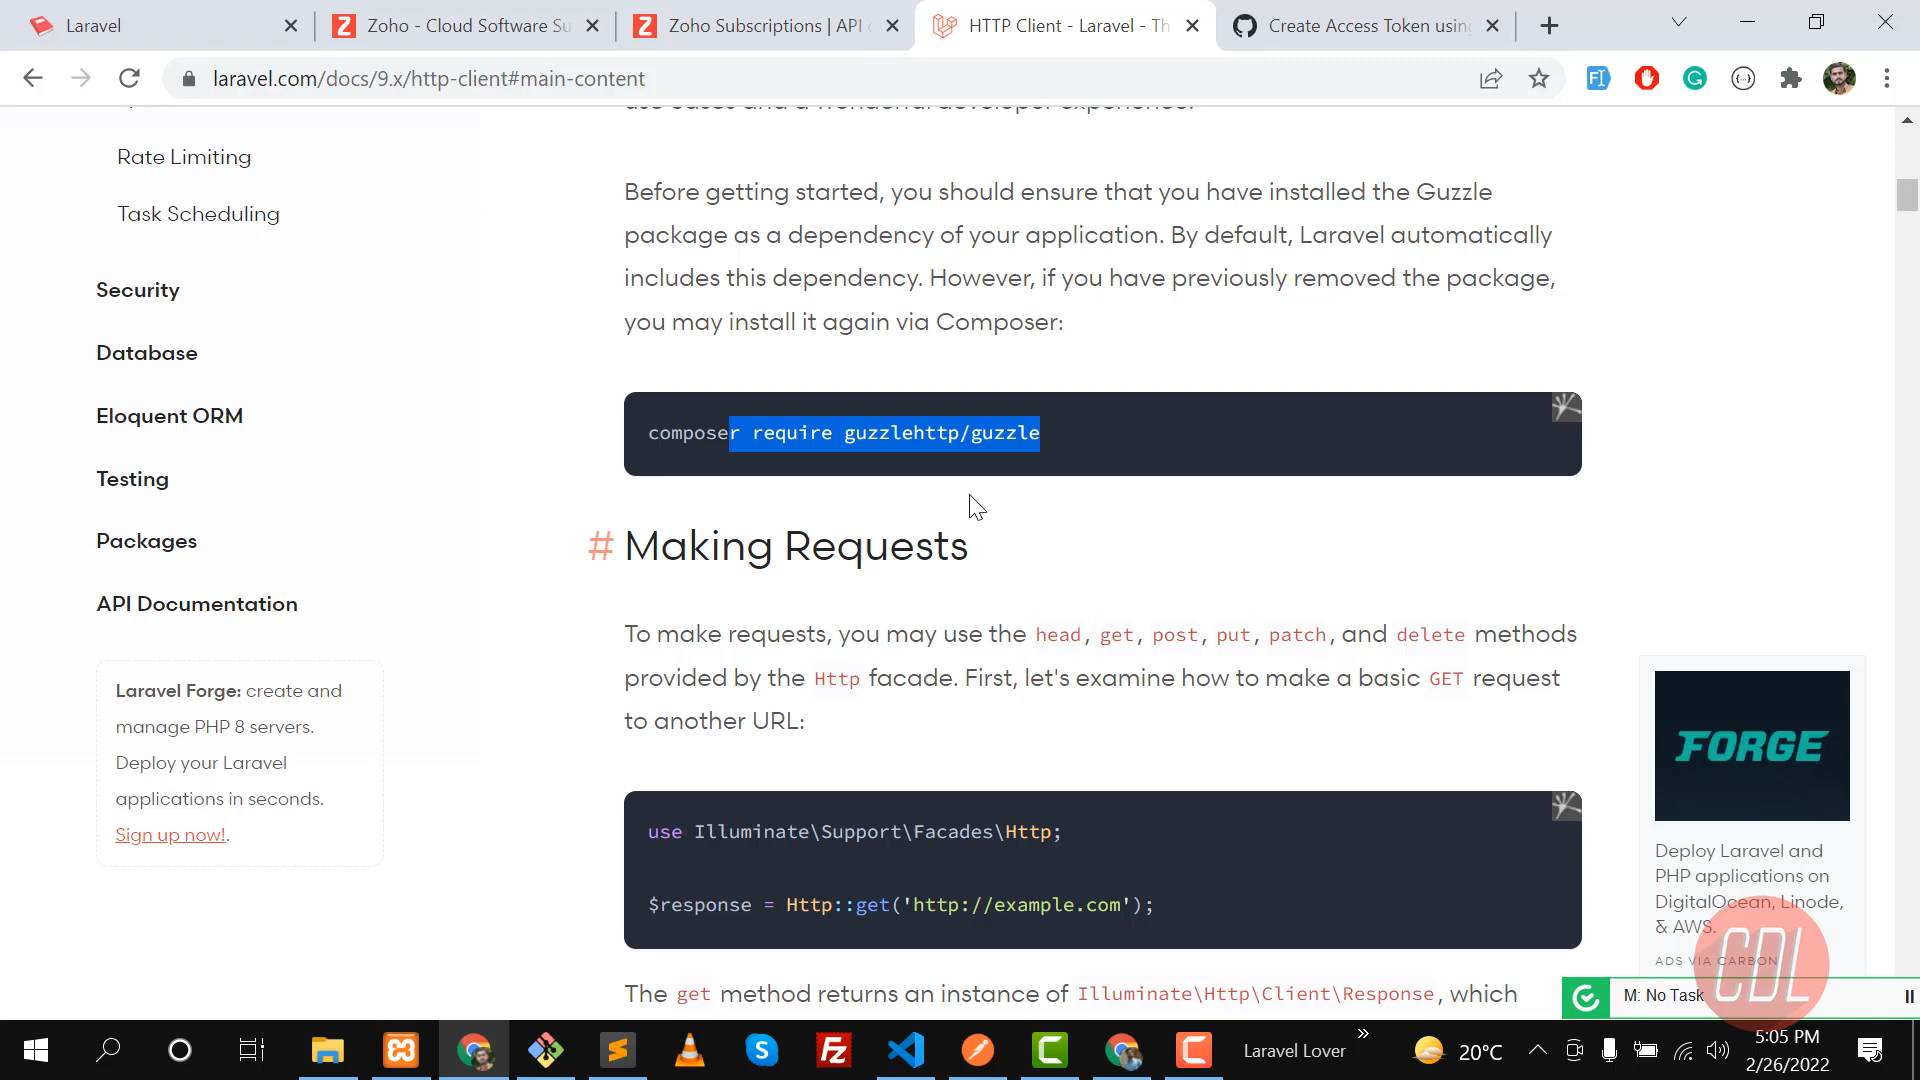 Laravel
Zoho - Cloud Software Su
Zoho Subscriptions | API
HTTP Client - Laravel - Th
Create Access Token using
laravel.com/docs/9.x/http-client#main-content
Rate Limiting
Task Scheduling
Security
Database
Eloquent ORM
Testing
Packages
API Documentation
Laravel Forge: create and
manage PHP 8 servers.
Deploy your Laravel
applications in seconds.
Sign up now!.
use cases and a wonderful developer experience.
Before getting started, you should ensure that you have installed the Guzzle
package as a dependency of your application. By default, Laravel automatically
includes this dependency. However, if you have previously removed the package,
you may install it again via Composer:
composer require guzzlehttp/guzzle
# Making Requests
To make requests, you may use the head, get, post, put, patch, and delete methods
provided by the Http facade. First, let's examine how to make a basic GET request
to another URL:
use Illuminate\Support\Facades\Http;
$response = Http::get('http://example.com');
The get method returns an instance of Illuminate\Http\Client\Response, which
FORGE
Deploy Laravel and
PHP applications on
DigitalOcean, Linode,
& AWS.
ADS VIA CARBON
CDL
M: No Task
Laravel Lover
20°C
5:05 PM
2/26/2022